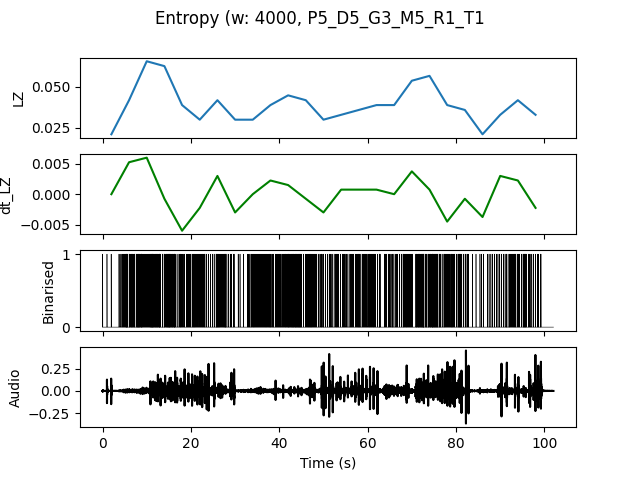 Entropy (w: 4000, P5_D5_G3_M5_R1_T1
LZ
0.050
0.025
dt_LZ
0.005
0.000
−0.005
Binarised
1
0
Audio
0.25
0.00
−0.25
0 20 40 60 80 100
Time (s)